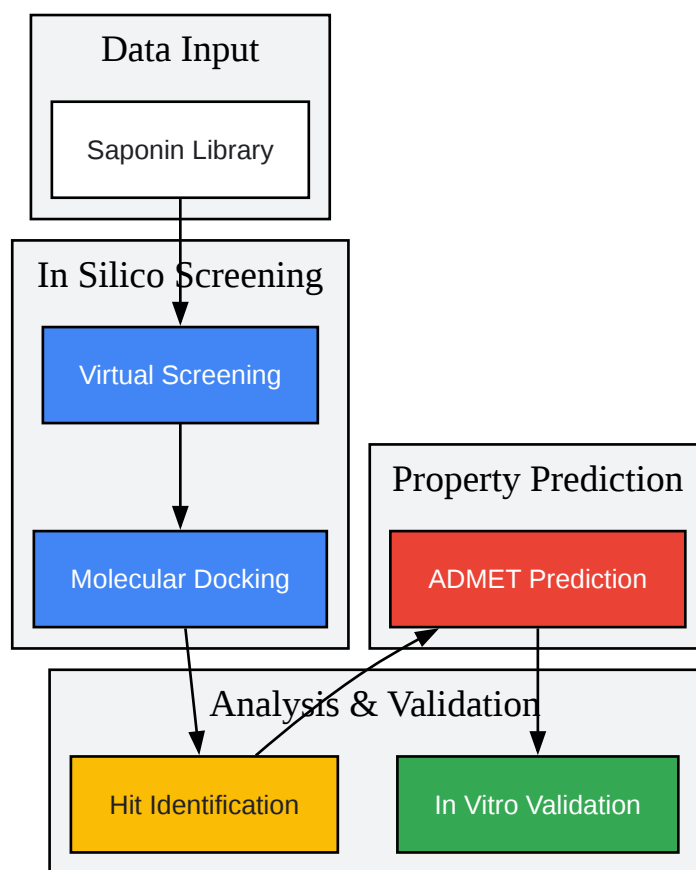 Data Input
Saponin Library
In Silico Screening
Virtual Screening
Molecular Docking
Property Prediction
ADMET Prediction
Analysis & Validation
Hit Identification
In Vitro Validation